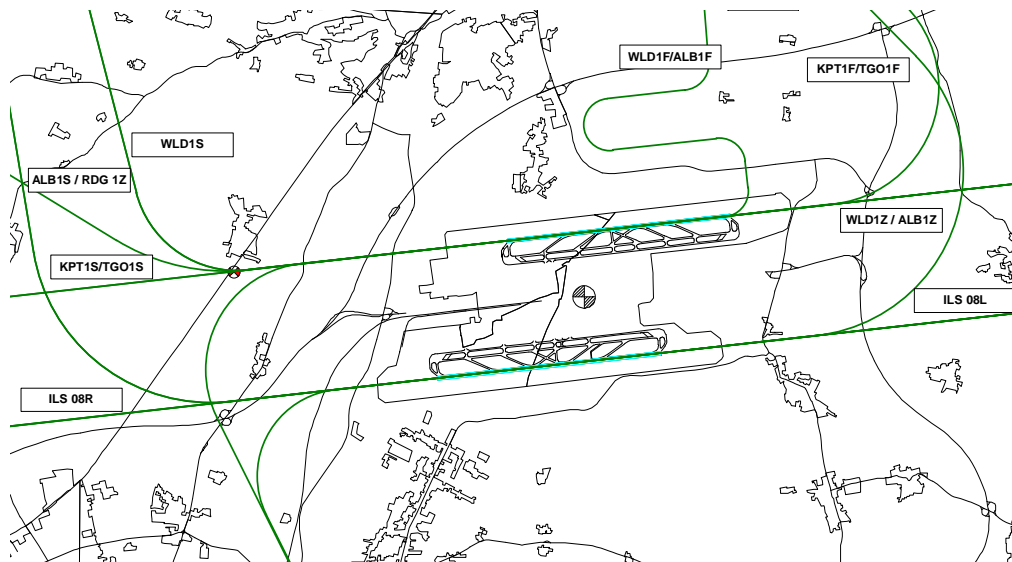 WLD1F/ALB1F
KPT1F/TGO1F
WLD1S
ALB1S / RDG 1Z
WLD1Z / ALB1Z
KPT1S/TGO1S
ILS 08L
ILS 08R